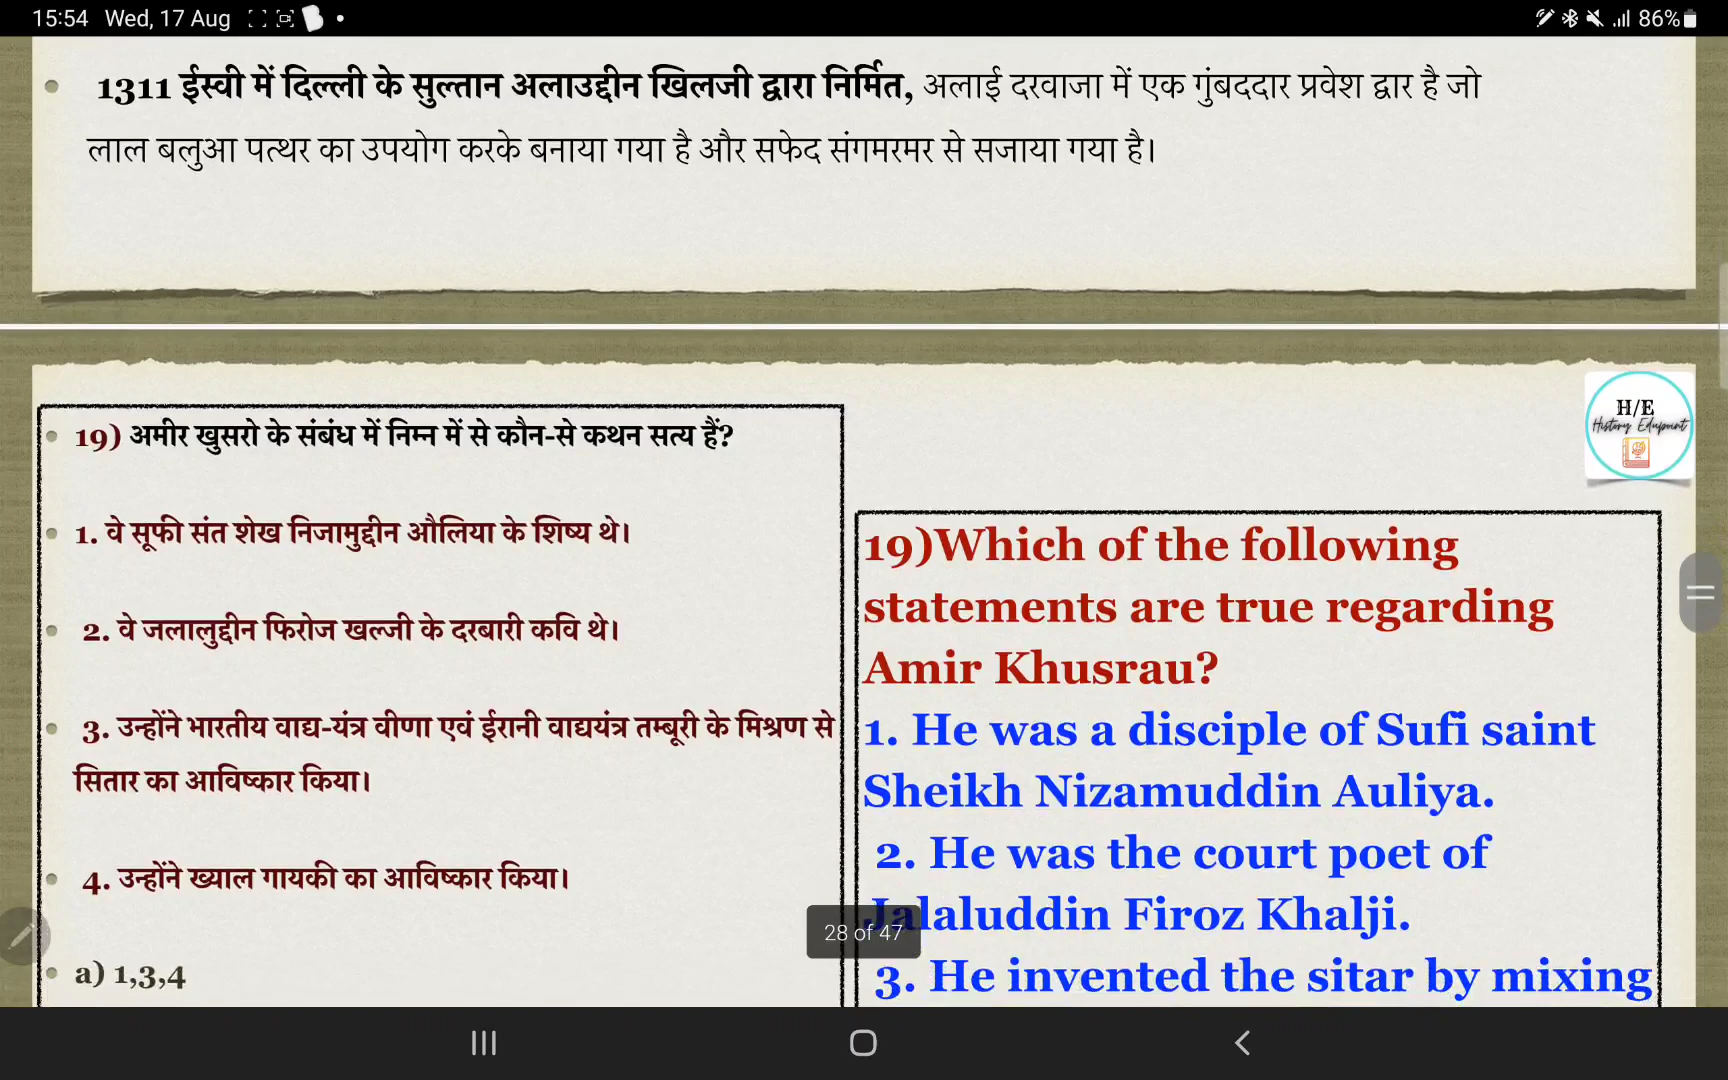 15:54 Wed, 17 Aug
86%
1311 ईस्वी में दिल्ली के सुल्तान अलाउद्दीन खिलजी द्वारा निर्मित, अलाई दरवाजा में एक गुंबददार प्रवेश द्वार है जो
लाल बलुआ पत्थर का उपयोग करके बनाया गया है और सफेद संगमरमर से सजाया गया है।
H/E
History Edupoint
19) अमीर खुसरो के संबंध में निम्न में से कौन-से कथन सत्य हैं?
1. वे सूफी संत शेख निजामुद्दीन औलिया के शिष्य थे।
2. वे जलालुद्दीन फिरोज खल्जी के दरबारी कवि थे।
3. उन्होंने भारतीय वाद्य-यंत्र वीणा एवं ईरानी वाद्ययंत्र तम्बूरी के मिश्रण से
सितार का आविष्कार किया।
4. उन्होंने ख्याल गायकी का आविष्कार किया।
a) 1,3,4
19)Which of the following
statements are true regarding
Amir Khusrau?
1. He was a disciple of Sufi saint
Sheikh Nizamuddin Auliya.
2. He was the court poet of
Jalaluddin Firoz Khalji.
3. He invented the sitar by mixing
28 of 47